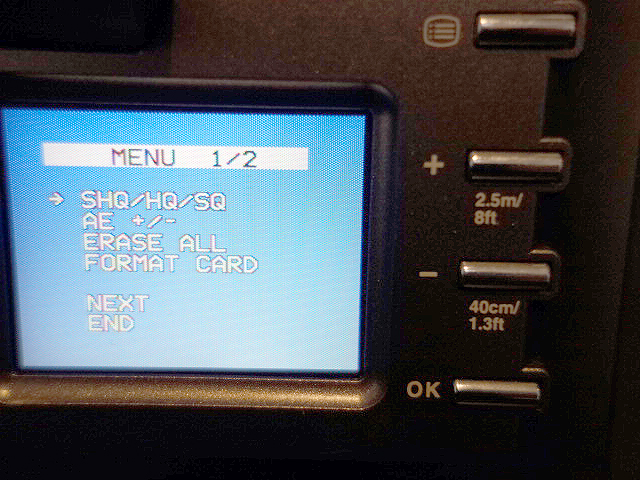 MENU 1/2
→ SHQ/HQ/SQ
AE +/-
ERASE ALL
FORMAT CARD
NEXT
END
+
2.5m/
8ft
-
40cm/
1.3ft
OK